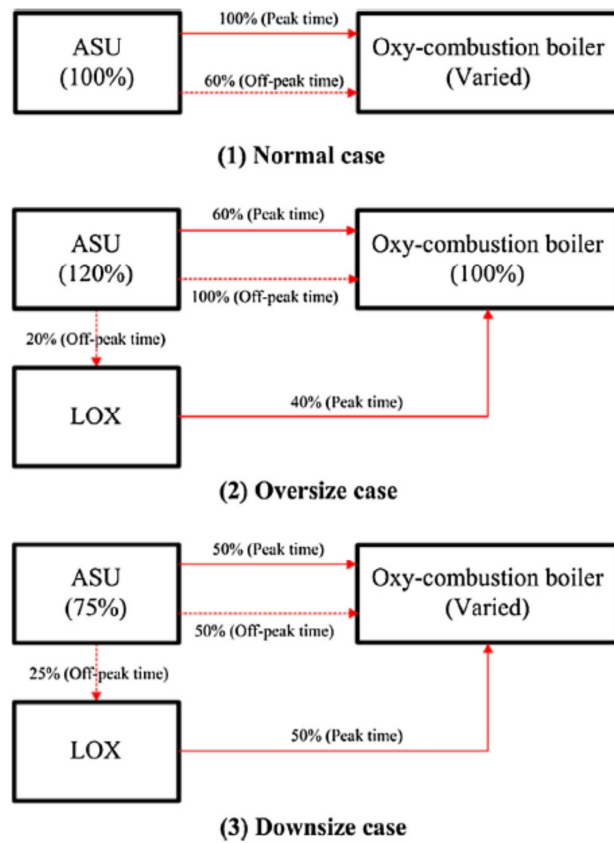 ASU
(100%)
100% (Peak time)
60% (Off-peak time)
Oxy-combustion boiler
(Varied)
(1) Normal case
ASU
(120%)
60% (Peak time)
100% (Off-peak time)
Oxy-combustion boiler
(100%)
20% (Off-peak time)
LOX
40% (Peak time)
(2) Oversize case
ASU
(75%)
50% (Peak time)
50% (Off-peak time)
Oxy-combustion boiler
(Varied)
25% (Off-peak time)
LOX
50% (Peak time)
(3) Downsize case